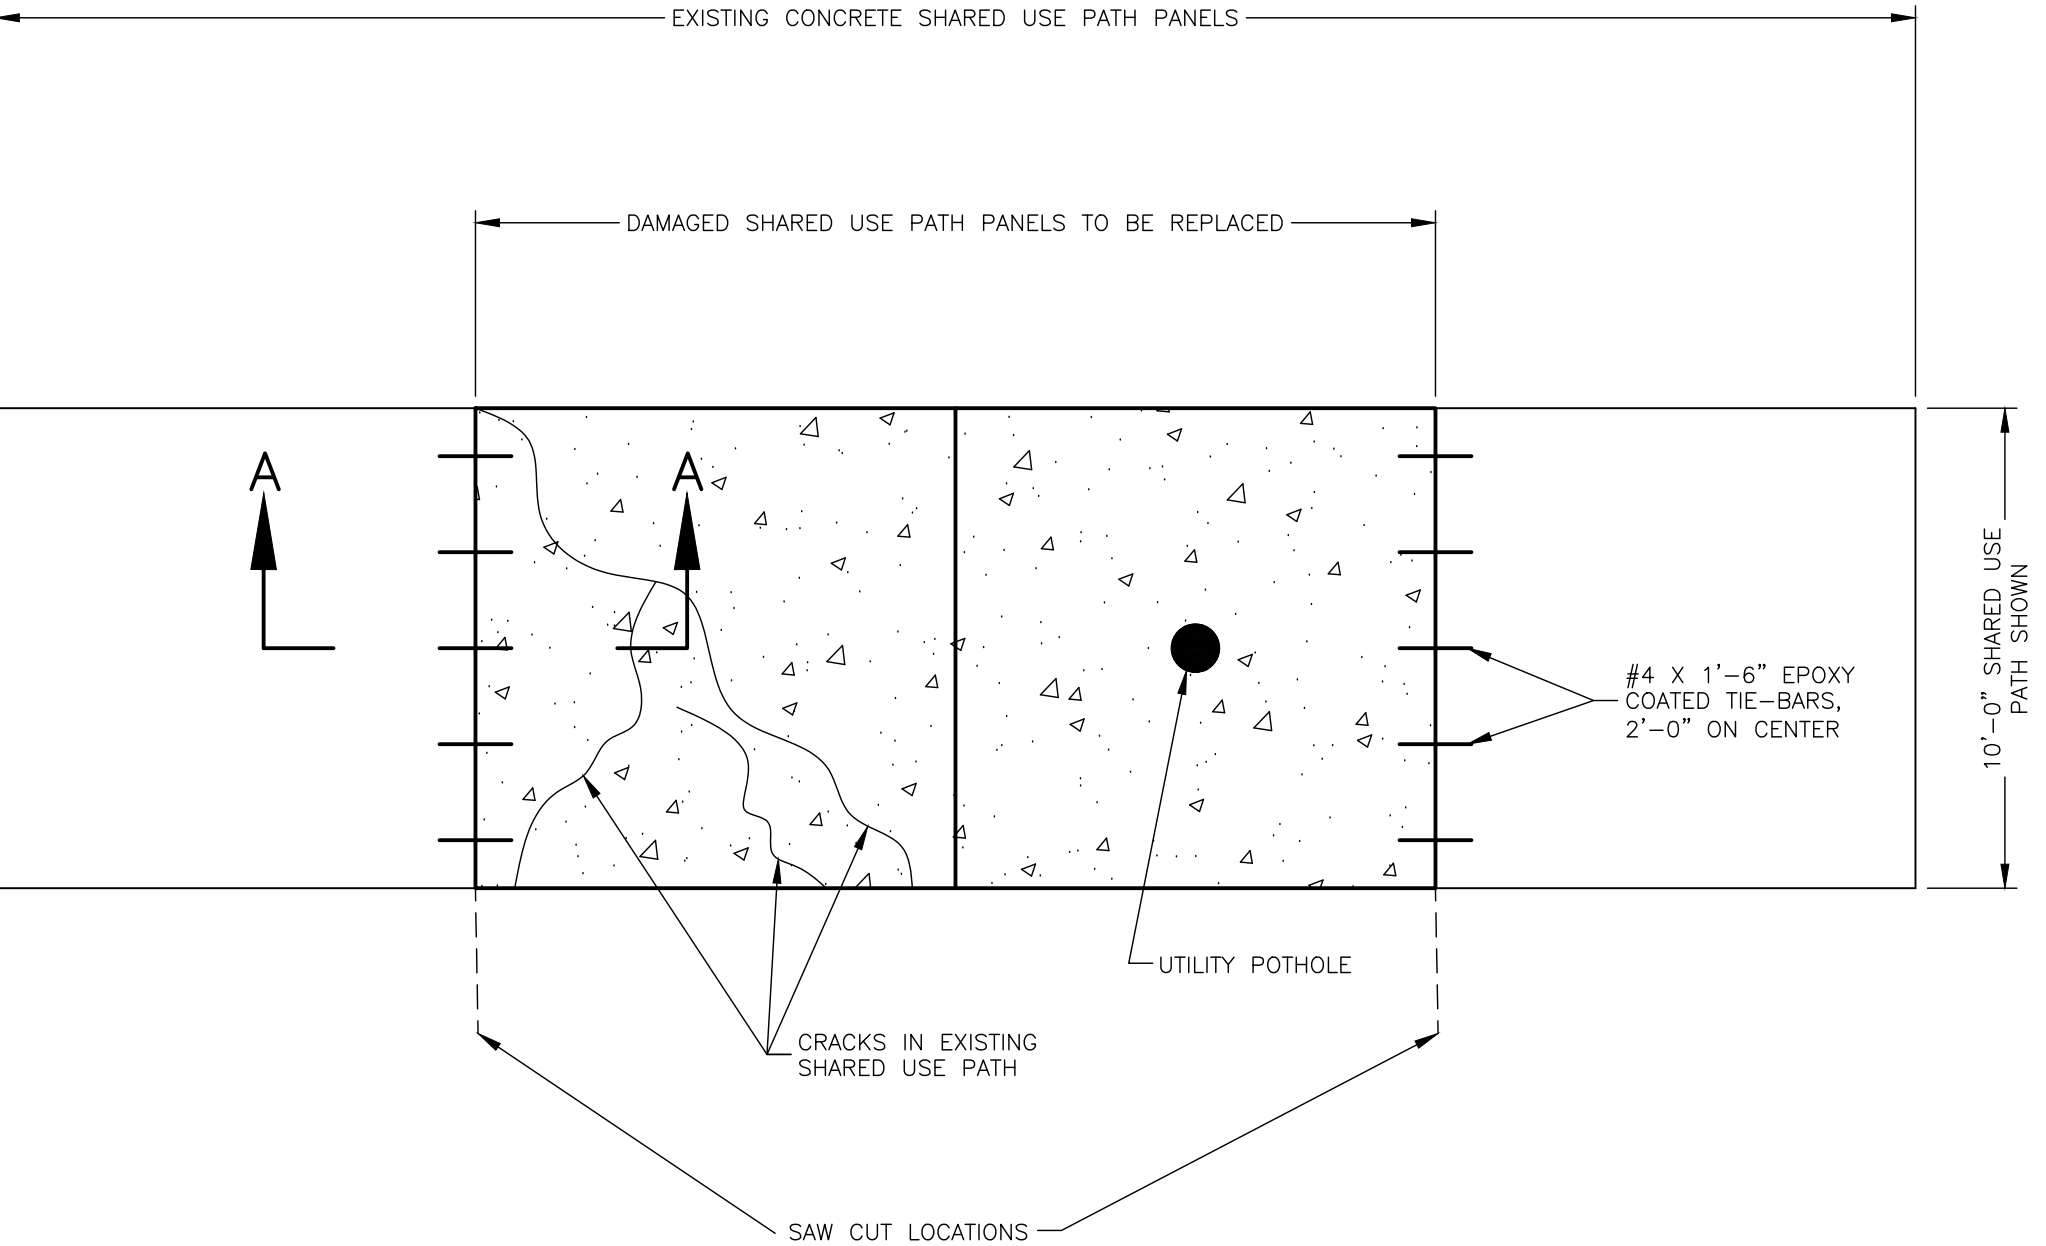 EXISTING CONCRETE SHARED USE PATH PANELS
DAMAGED SHARED USE PATH PANELS TO BE REPLACED
A
A
10'-0" SHARED USE
PATH SHOWN
#4 X 1'-6" EPOXY
COATED TIE-BARS,
2'-0" ON CENTER
UTILITY POTHOLE
CRACKS IN EXISTING
SHARED USE PATH
SAW CUT LOCATIONS